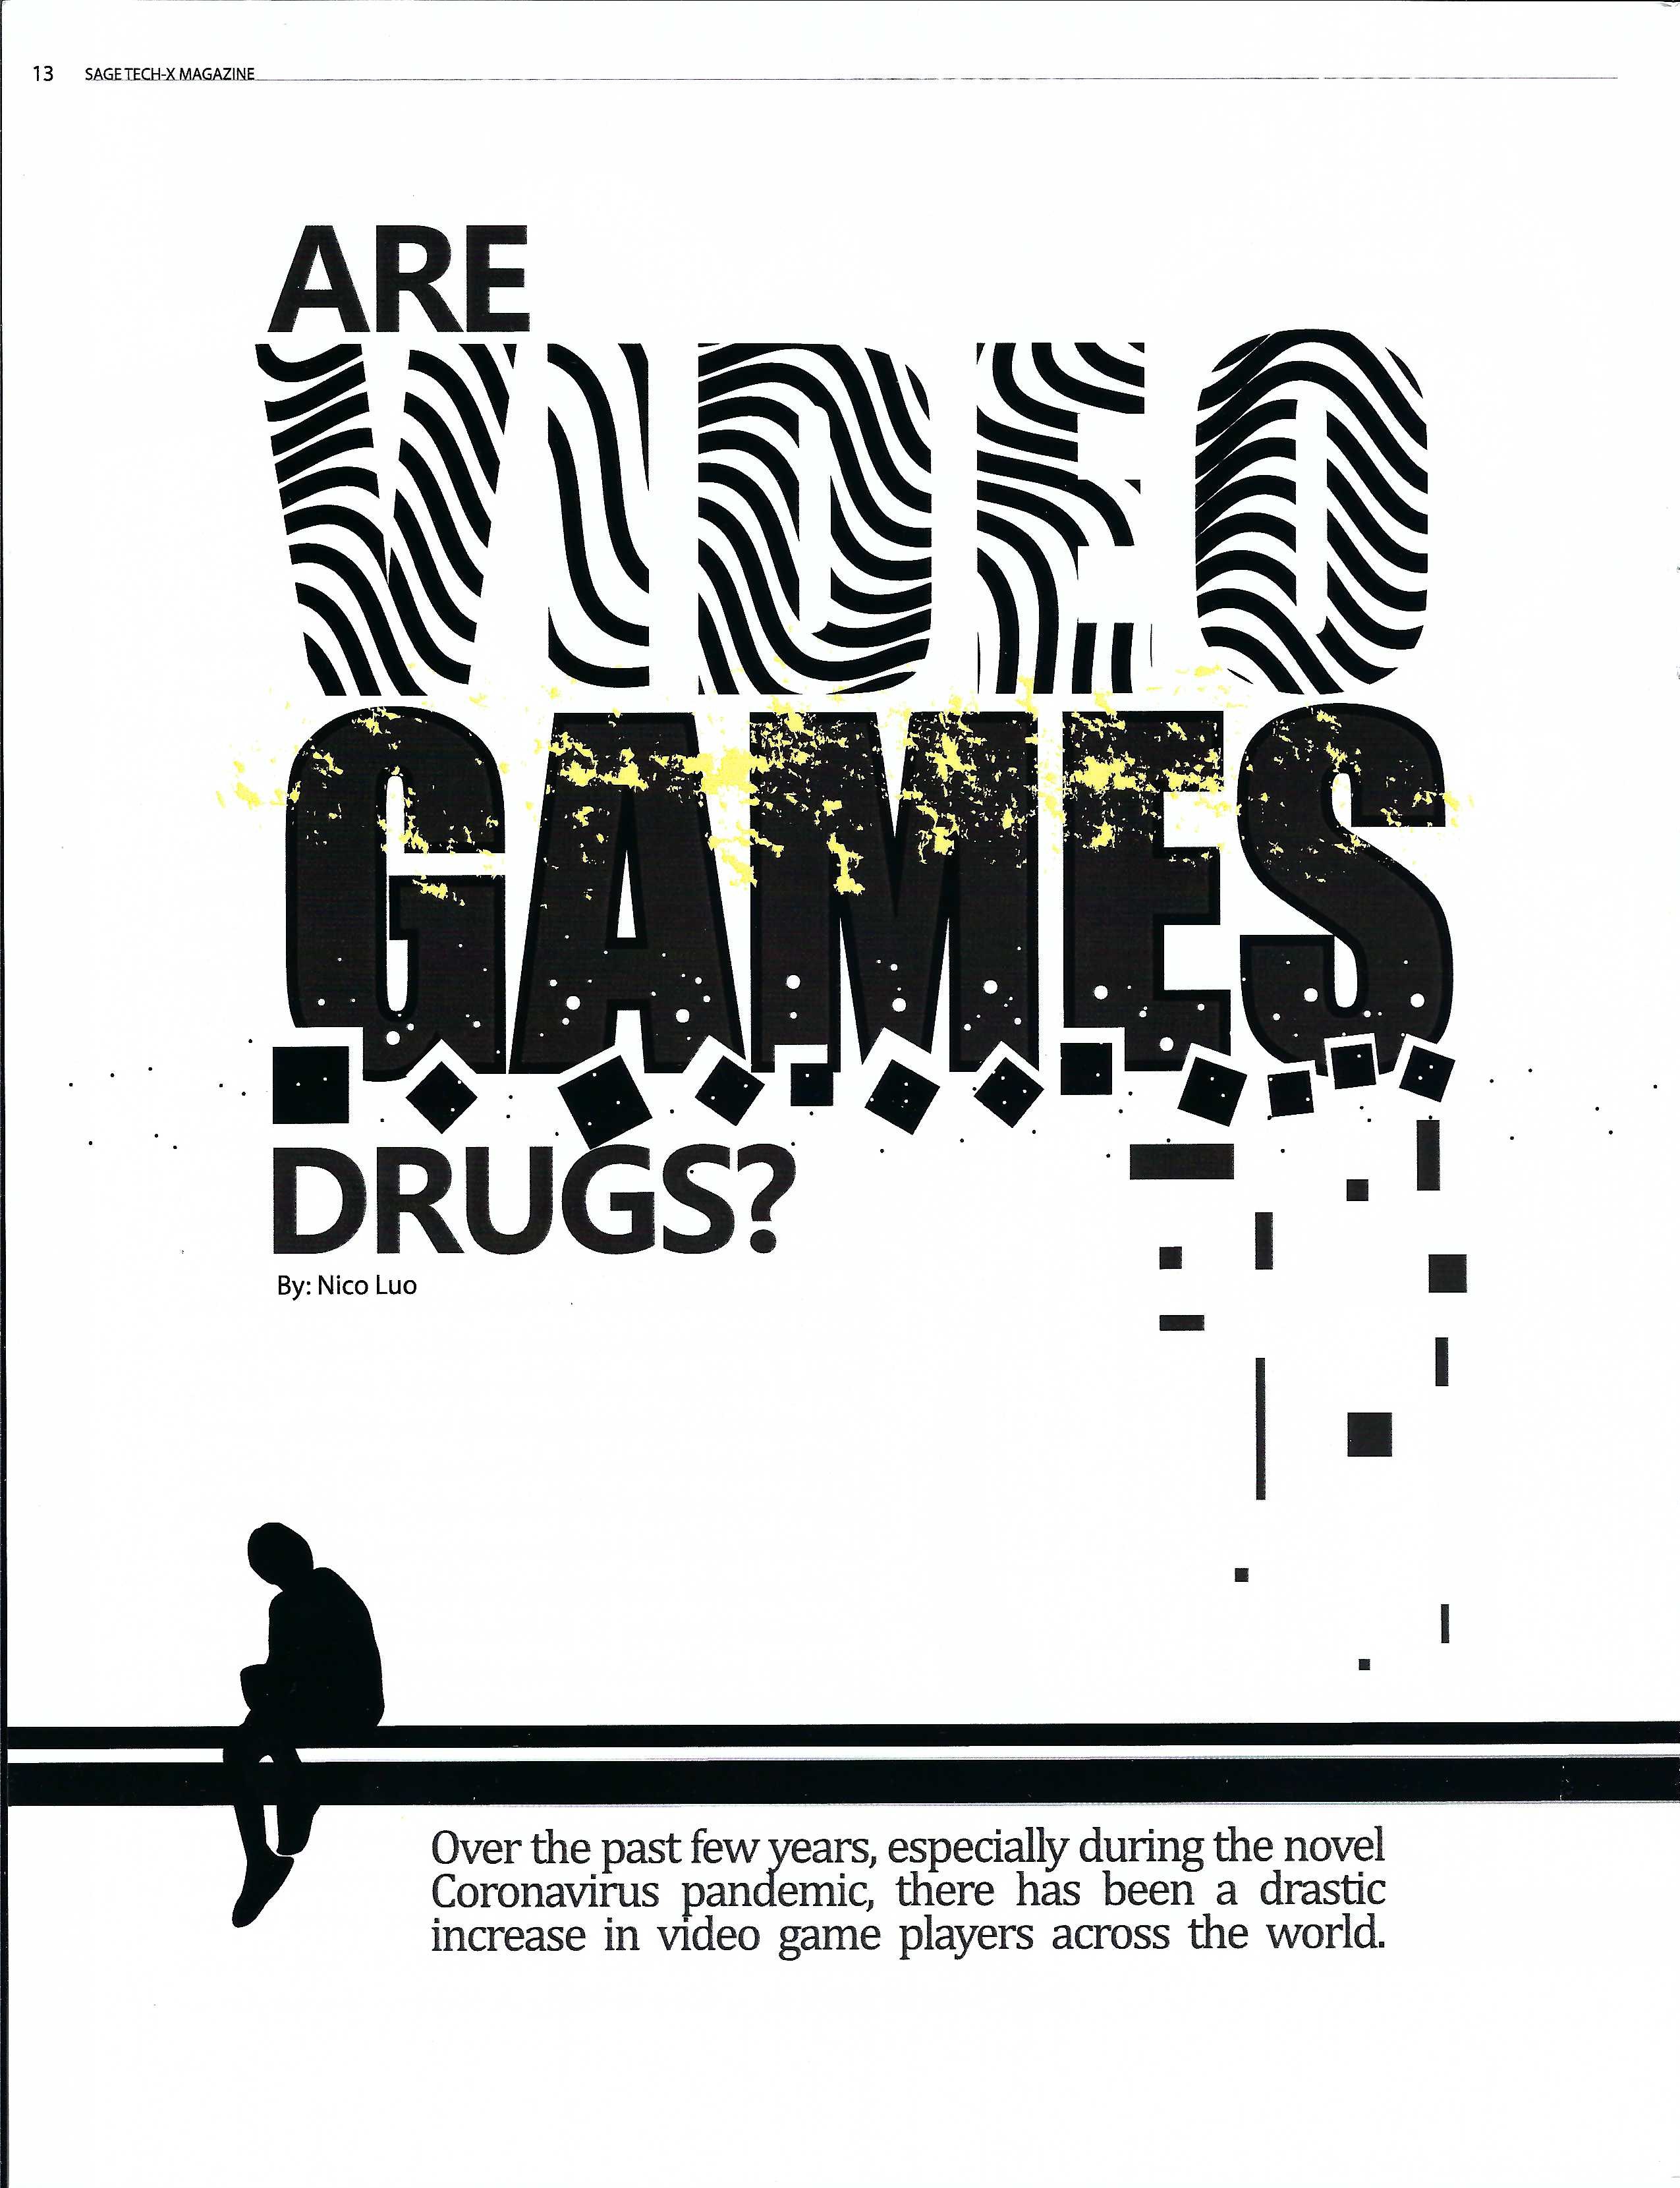 13 SAGE TECH-X MAGAZINE
ARE
VIDEO
GAMES
DRUGS?
By: Nico Luo
Over the past few years, especially during the novel
Coronavirus pandemic, there has been a drastic
increase in video game players across the world.